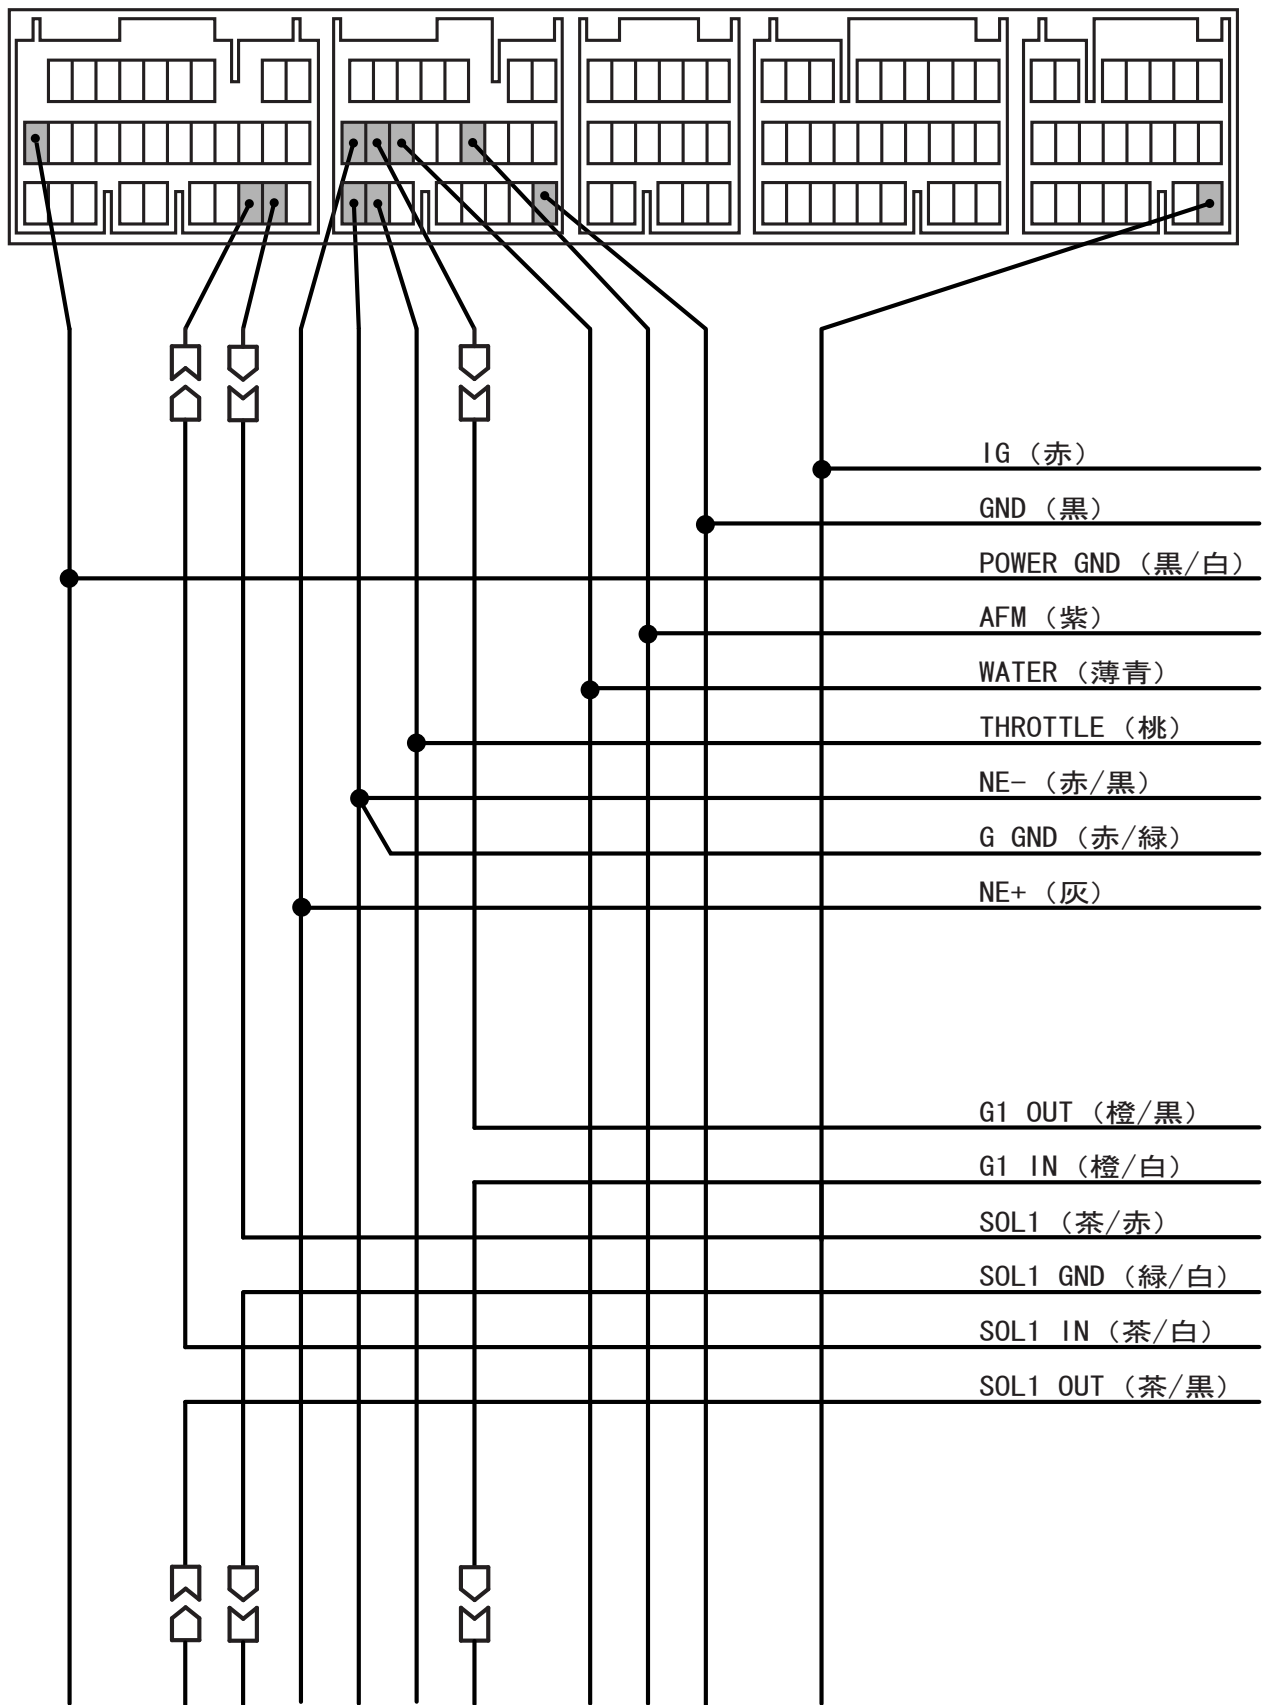 IG（赤）
GND（黒）
POWER GND（黒/白）
AFM（紫）
WATER（薄青）
THROTTLE（桃）
NE-（赤/黒）
G GND（赤/緑）
NE+（灰）
G1 OUT（橙/黒）
G1 IN（橙/白）
SOL1（茶/赤）
SOL1 GND（緑/白）
SOL1 IN（茶/白）
SOL1 OUT（茶/黒）